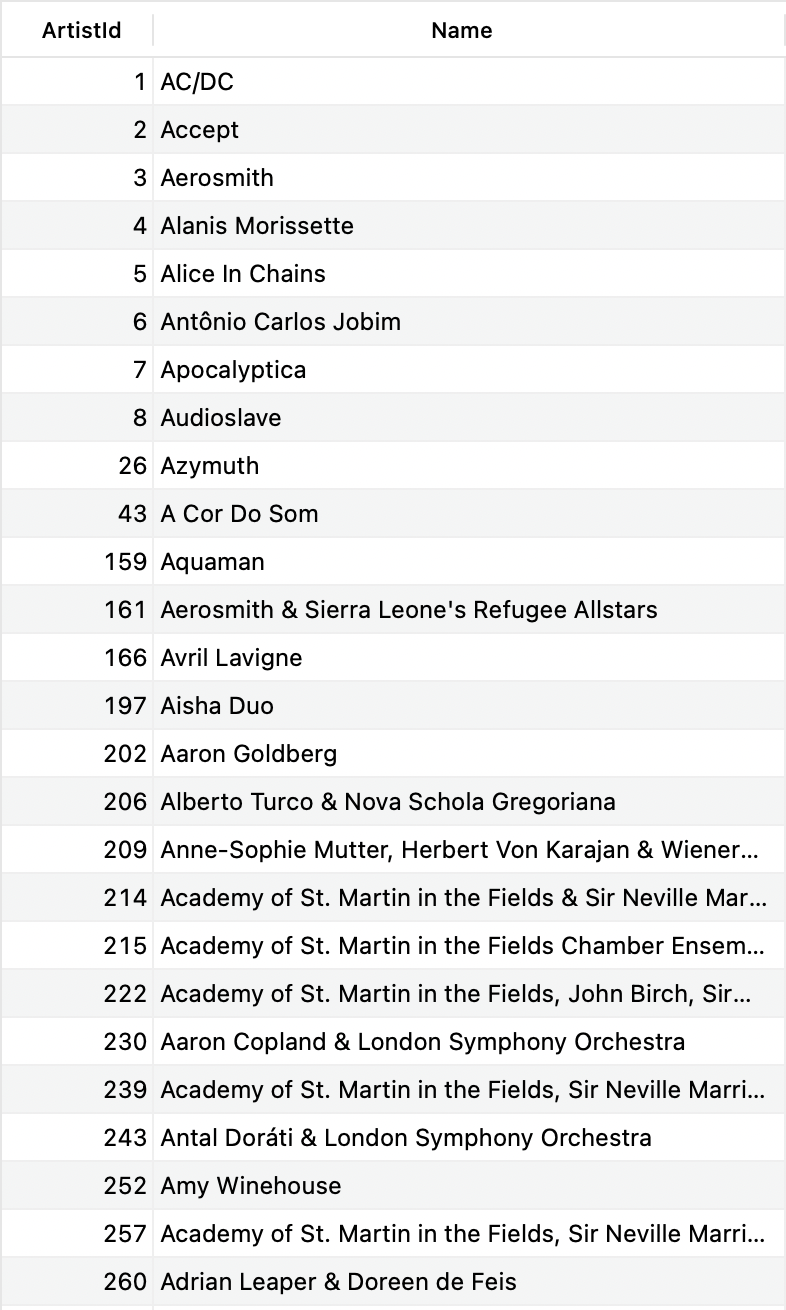 ArtistId Name
1 AC/DC
2 Accept
3 Aerosmith
4 Alanis Morissette
5 Alice In Chains
6 Antônio Carlos Jobim
7 Apocalyptica
8 Audioslave
26 Azymuth
43 A Cor Do Som
159 Aquaman
161 Aerosmith & Sierra Leone's Refugee Allstars
166 Avril Lavigne
197 Aisha Duo
202 Aaron Goldberg
206 Alberto Turco & Nova Schola Gregoriana
209 Anne-Sophie Mutter, Herbert Von Karajan & Wiener...
214 Academy of St. Martin in the Fields & Sir Neville Mar...
215 Academy of St. Martin in the Fields Chamber Ensem...
222 Academy of St. Martin in the Fields, John Birch, Sir...
230 Aaron Copland & London Symphony Orchestra
239 Academy of St. Martin in the Fields, Sir Neville Marri...
243 Antal Doráti & London Symphony Orchestra
252 Amy Winehouse
257 Academy of St. Martin in the Fields, Sir Neville Marri...
260 Adrian Leaper & Doreen de Feis